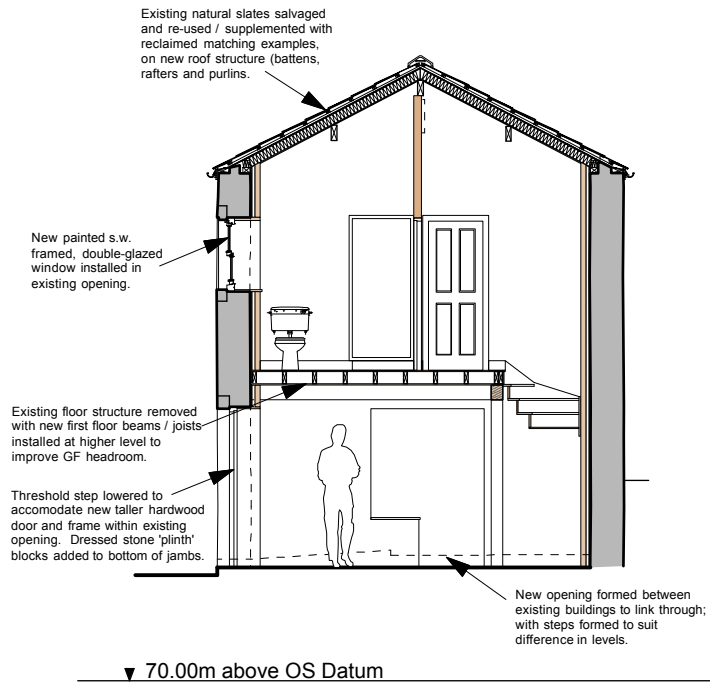 Existing natural slates salvaged
and re-used / supplemented with
reclaimed matching examples,
on new roof structure (battens,
rafters and purlins.
New painted s.w.
framed, double-glazed
window installed in
existing opening.
Existing floor structure removed
with new first floor beams / joists
installed at higher level to
improve GF headroom.
Threshold step lowered to
accomodate new taller hardwood
door and frame within existing
opening. Dressed stone 'plinth'
blocks added to bottom of jambs.
New opening formed between
existing buildings to link through;
with steps formed to suit
difference in levels.
70.00m above OS Datum